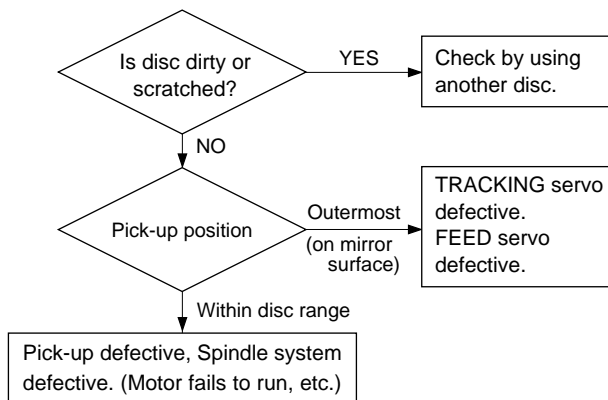 Is disc dirty or
scratched?
YES
Check by using
another disc.
NO
Pick-up position
Outermost
(on mirror
surface)
TRACKING servo
defective.
FEED servo
defective.
Within disc range
Pick-up defective, Spindle system
defective. (Motor fails to run, etc.)